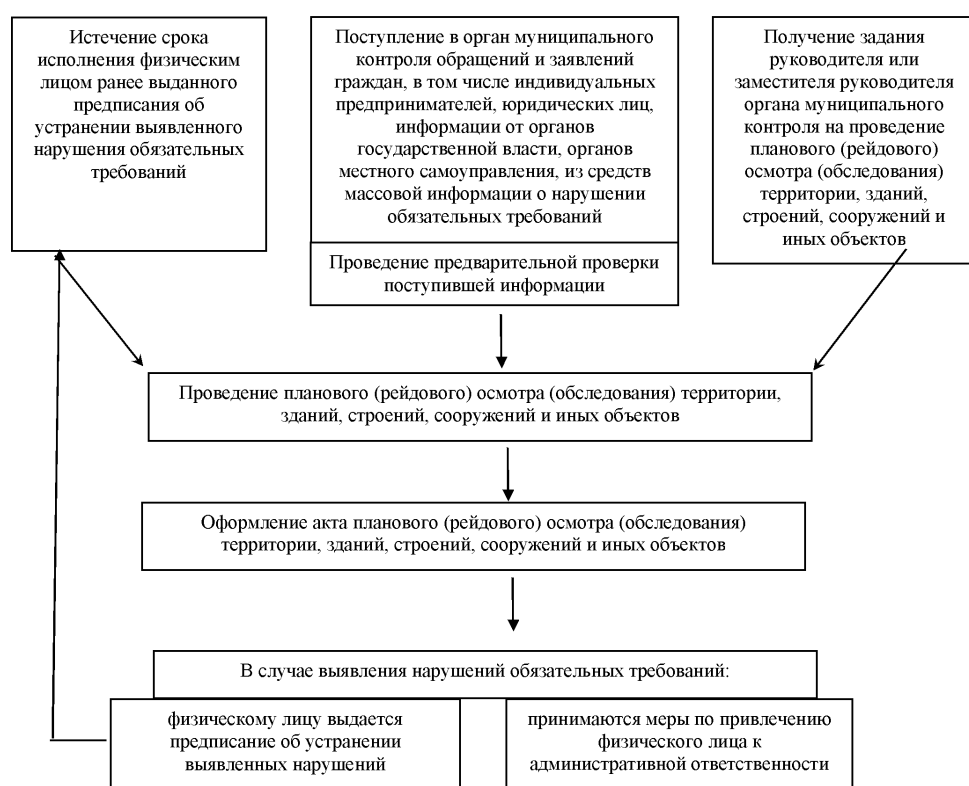 Истечение срока
исполнения физическим
лицом ранее выданного
предписания об
устранении выявленного
нарушения обязательных
требований
Поступление в орган муниципального
контроля обращений и заявлений
граждан, в том числе индивидуальных
предпринимателей, юридических лиц,
информации от органов
государственной власти, органов
местного самоуправления, из средств
массовой информации о нарушении
обязательных требований
Проведение предварительной проверки
поступившей информации
Получение задания
руководителя или
заместителя руководителя
органа муниципального
контроля на проведение
планового (рейдового)
осмотра (обследования)
территории, зданий,
строений, сооружений и
иных объектов
Проведение планового (рейдового) осмотра (обследования) территории,
зданий, строений, сооружений и иных объектов
Оформление акта планового (рейдового) осмотра (обследования)
территории, зданий, строений, сооружений и иных объектов
В случае выявления нарушений обязательных требований:
физическому лицу выдается
предписание об устранении
выявленных нарушений
принимаются меры по привлечению
физического лица к
административной ответственности